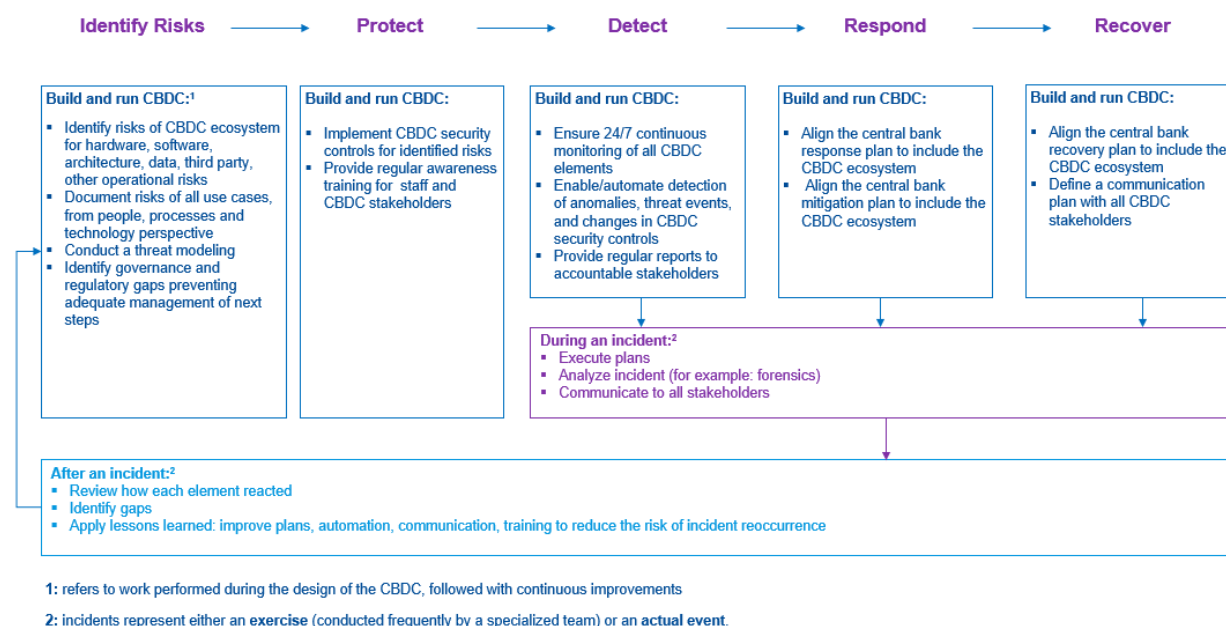 Identify Risks
Protect
Detect
Respond
Recover
Build and run CBDC:1
▪ Identify risks of CBDC ecosystem
for hardware, software,
architecture, data, third party,
other operational risks
▪ Document risks of all use cases,
from people, processes and
technology perspective
▪ Conduct a threat modeling
▪ Identify governance and
regulatory gaps preventing
adequate management of next
steps
Build and run CBDC:
▪ Implement CBDC security
controls for identified risks
▪ Provide regular awareness
training for staff and
CBDC stakeholders
Build and run CBDC:
▪ Ensure 24/7 continuous
monitoring of all CBDC
elements
▪ Enable/automate detection
of anomalies, threat events,
and changes in CBDC
security controls
▪ Provide regular reports to
accountable stakeholders
Build and run CBDC:
▪ Align the central bank
response plan to include the
CBDC ecosystem
▪ Align the central bank
mitigation plan to include the
CBDC ecosystem
Build and run CBDC:
▪ Align the central bank
recovery plan to include the
CBDC ecosystem
▪ Define a communication
plan with all CBDC
stakeholders
During an incident:2
▪ Execute plans
▪ Analyze incident (for example: forensics)
▪ Communicate to all stakeholders
After an incident:2
▪ Review how each element reacted
▪ Identify gaps
▪ Apply lessons learned: improve plans, automation, communication, training to reduce the risk of incident reoccurrence
1: refers to work performed during the design of the CBDC, followed with continuous improvements
2: incidents represent either an exercise (conducted frequently by a specialized team) or an actual event.